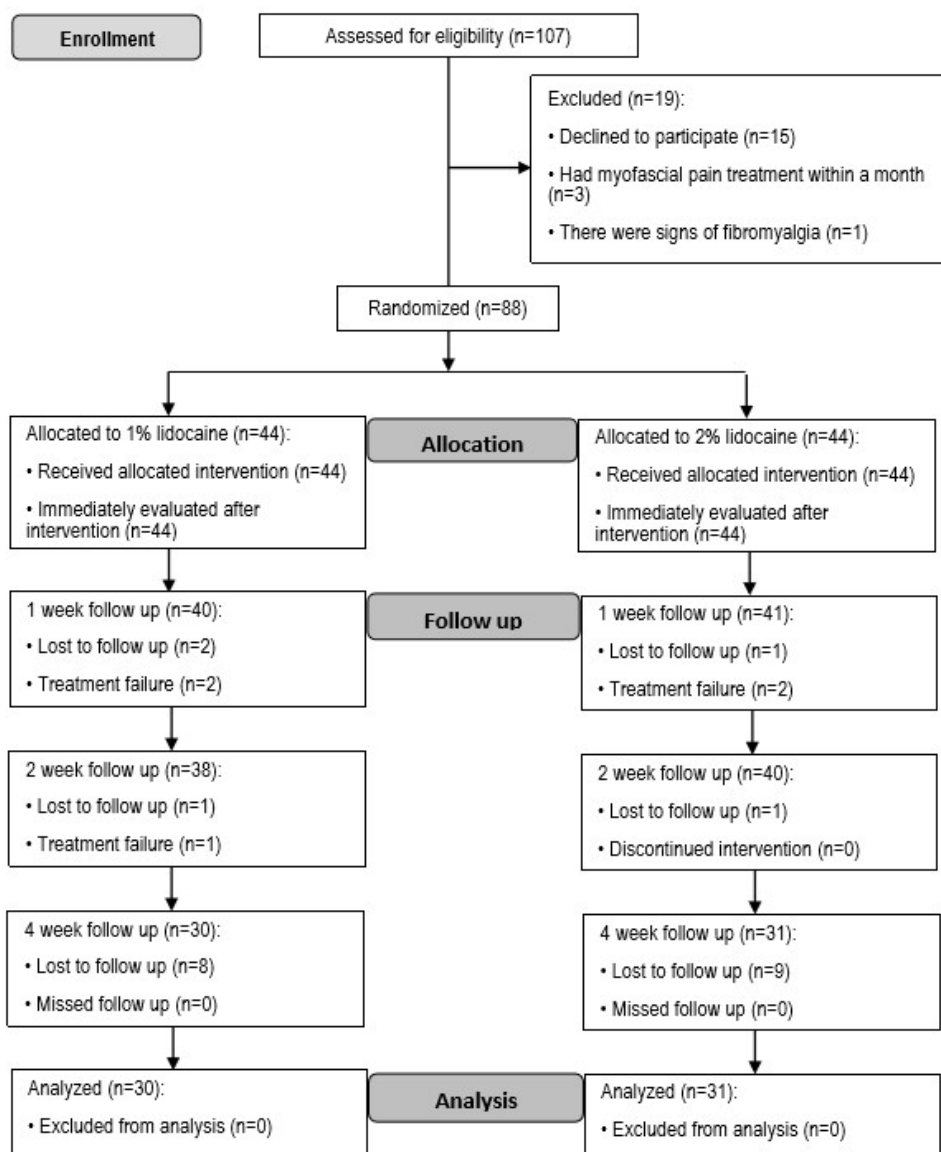 Enrollment
Assessed for eligibility (n=107)
Excluded (n=19):
• Declined to participate (n=15)
• Had myofascial pain treatment within a month
(n=3)
• There were signs of fibromyalgia (n=1)
Randomized (n=88)
Allocated to 1% lidocaine (n=44):
• Received allocated intervention (n=44)
• Immediately evaluated after
intervention (n=44)
Allocation
Allocated to 2% lidocaine (n=44):
• Received allocated intervention (n=44)
• Immediately evaluated after
intervention (n=44)
1 week follow up (n=40):
• Lost to follow up (n=2)
• Treatment failure (n=2)
Follow up
1 week follow up (n=41):
• Lost to follow up (n=1)
• Treatment failure (n=2)
2 week follow up (n=38):
• Lost to follow up (n=1)
• Treatment failure (n=1)
2 week follow up (n=40):
• Lost to follow up (n=1)
• Discontinued intervention (n=0)
4 week follow up (n=30):
• Lost to follow up (n=8)
• Missed follow up (n=0)
4 week follow up (n=31):
• Lost to follow up (n=9)
• Missed follow up (n=0)
Analyzed (n=30):
• Excluded from analysis (n=0)
Analysis
Analyzed (n=31):
• Excluded from analysis (n=0)